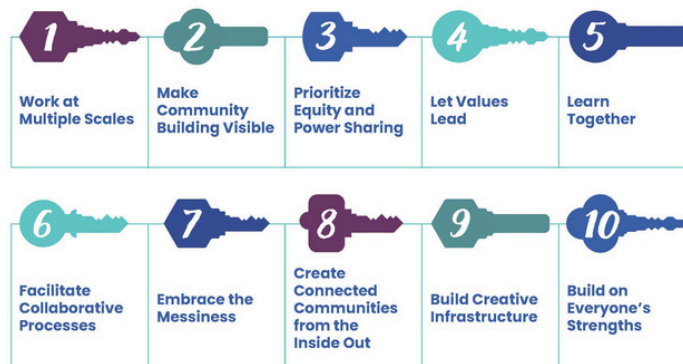 1
2
3
4
5
Work at
Multiple Scales
Make
Community
Building Visible
Prioritize
Equity and
Power Sharing
Let Values
Lead
Learn
Together
6
7
8
9
10
Facilitate
Collaborative
Processes
Embrace the
Messiness
Create
Connected
Communities
from the
Inside Out
Build Creative
Infrastructure
Build on
Everyone's
Strengths